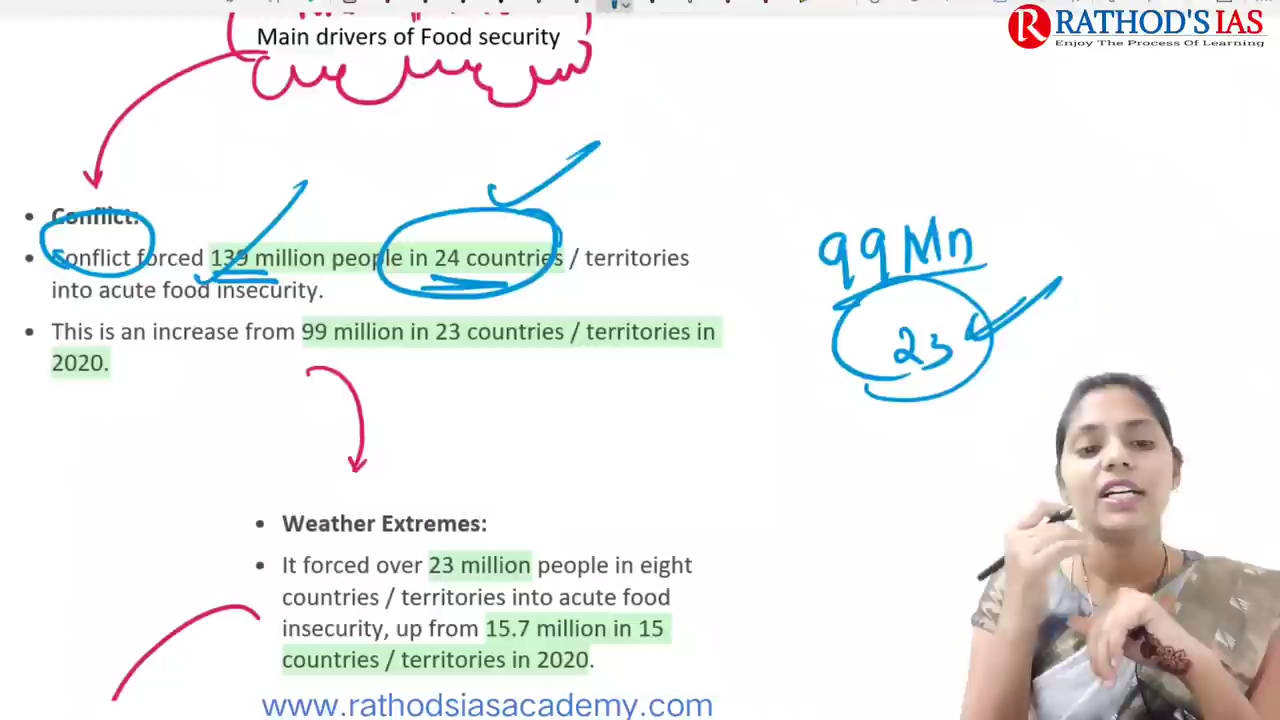 RATHOD'S IAS
Enjoy The Process Of Learning
Main drivers of Food security
Conflict:
Conflict forced 139 million people in 24 countries / territories
into acute food insecurity.
This is an increase from 99 million in 23 countries / territories in
2020.
99 Mn
23
Weather Extremes:
It forced over 23 million people in eight
countries / territories into acute food
insecurity, up from 15.7 million in 15
countries / territories in 2020.
www.rathodsiasacademy.com